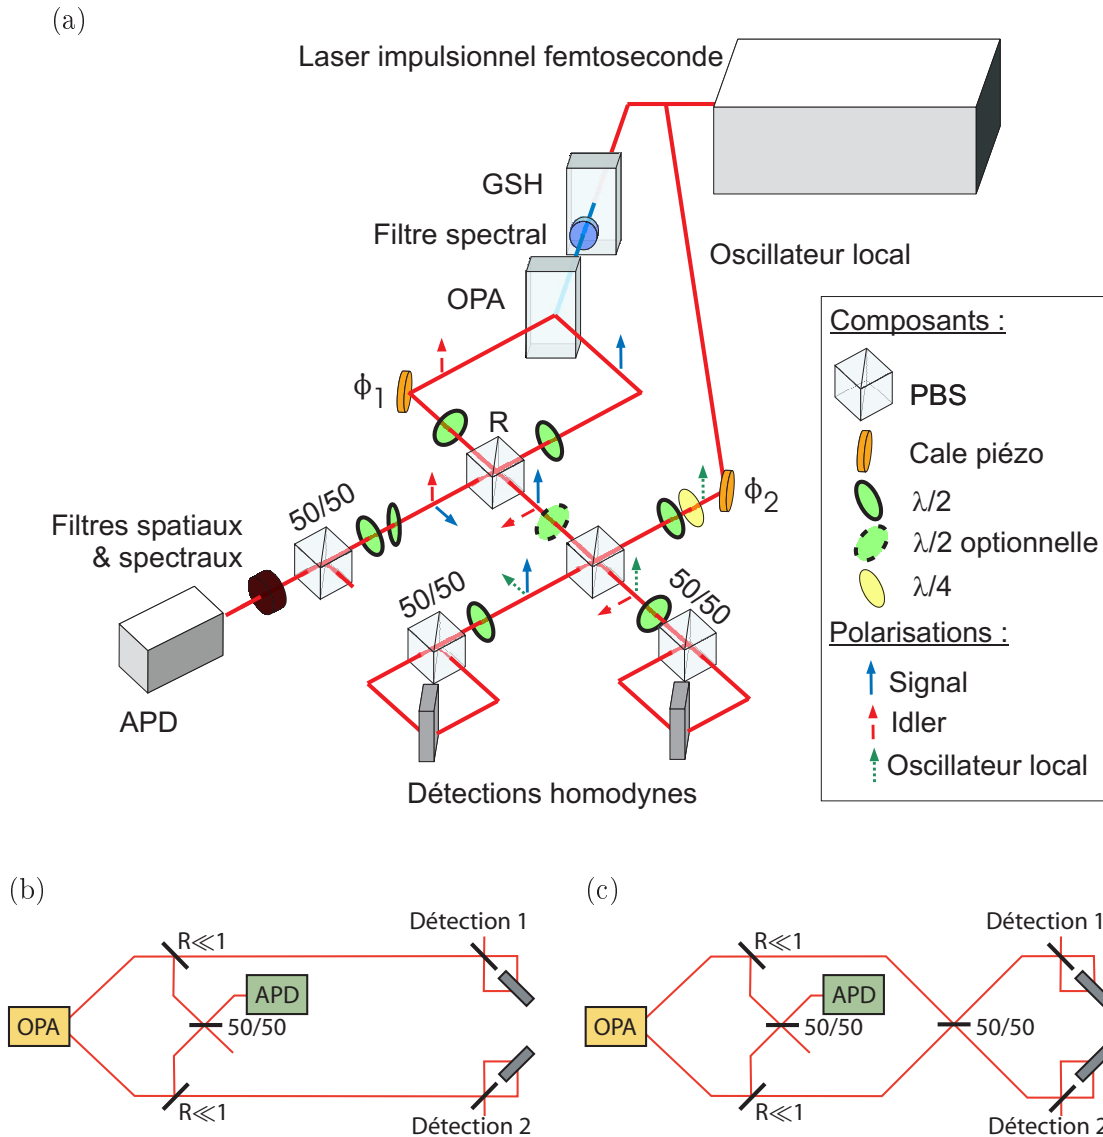 (a)
Laser impulsionnel femtoseconde
GSH
Filtre spectral
Oscillateur local
OPA
Composants :
ϕ1
R
PBS
Cale piézo
50/50
ϕ2
λ/2
Filtres spatiaux
& spectraux
λ/2 optionnelle
50/50
50/50
λ/4
Polarisations :
Signal
APD
Idler
Oscillateur local
Détections homodynes
(b)
Détection 1
R≪1
APD
OPA
50/50
R≪1
Détection 2
(c)
Détection 1
R≪1
APD
OPA
50/50
50/50
R≪1
Détection 2